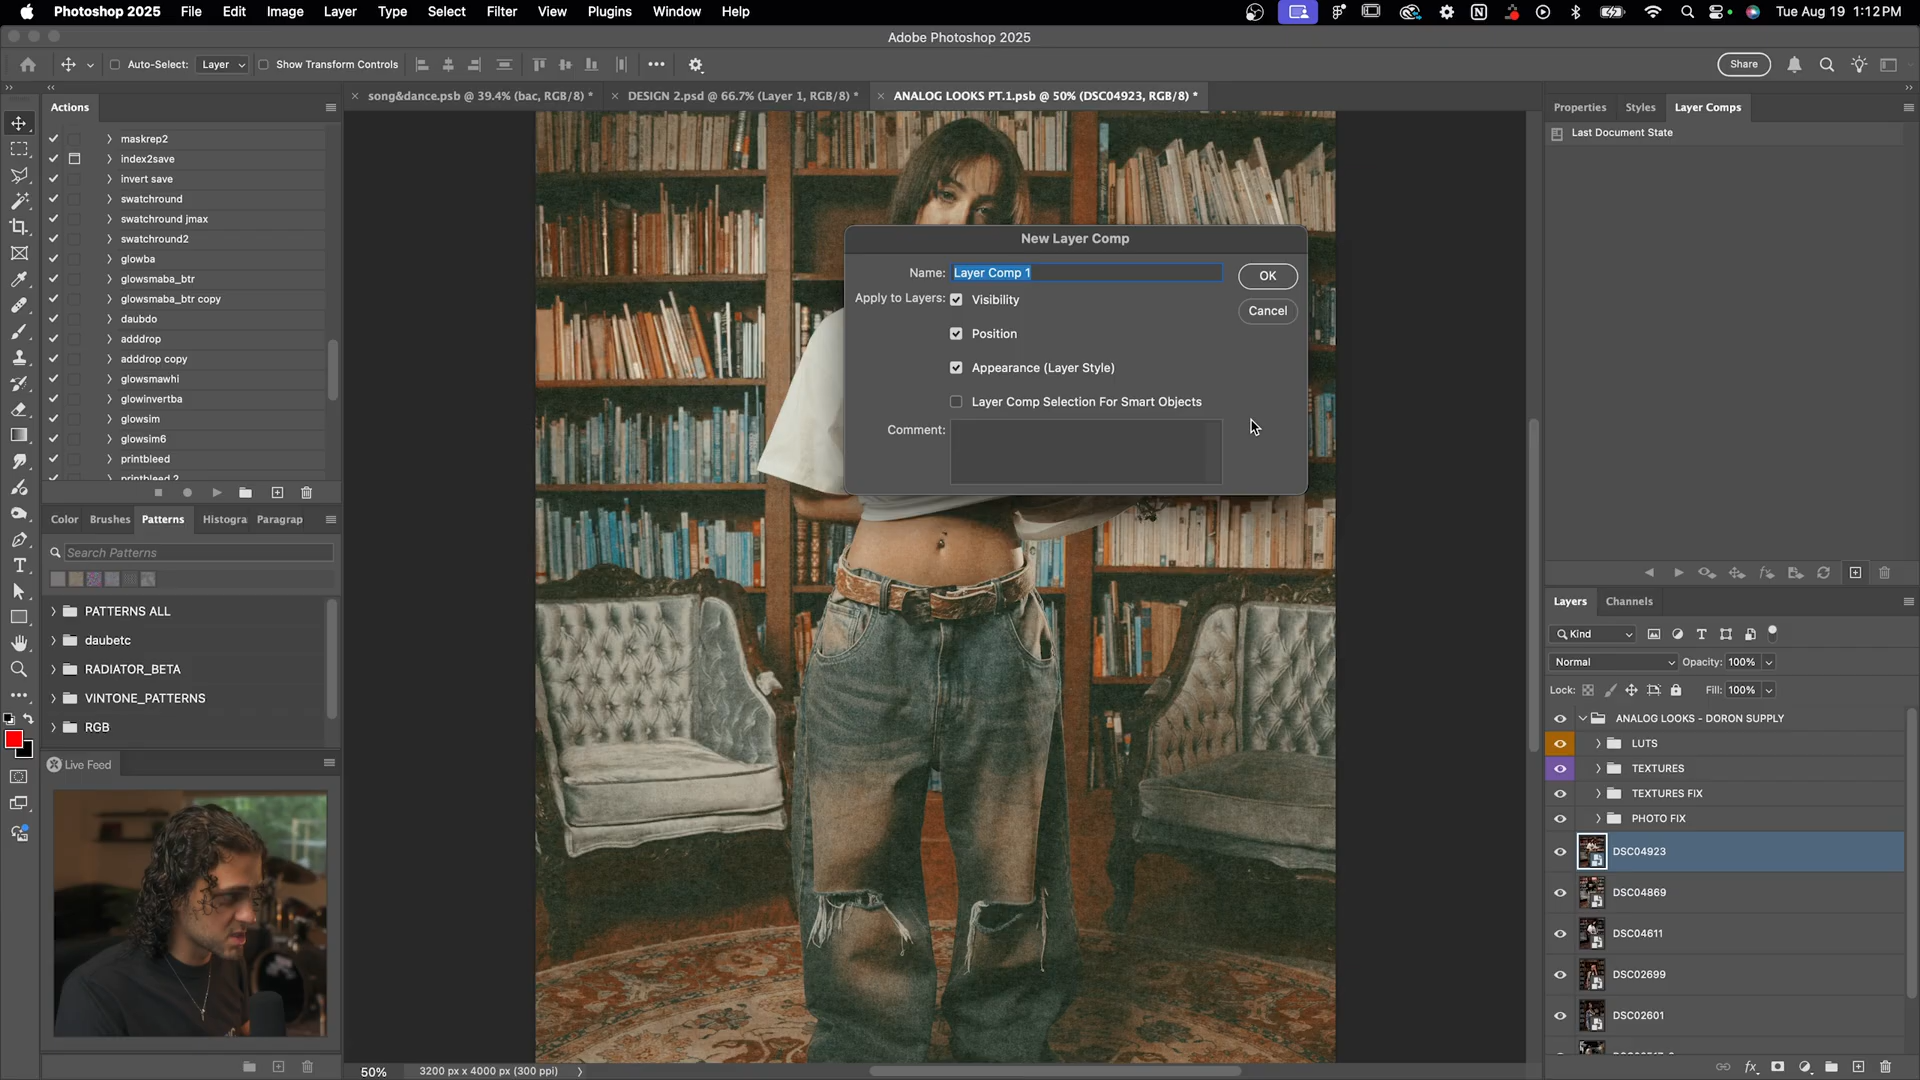 Photoshop 2025 File Edit Image Layer Type Select Filter View Plugins Window Help
Tue Aug 19 1:12 PM
Adobe Photoshop 2025
Auto-Select: Layer Show Transform Controls
Share
Actions
song&dance.psb @ 39.4% (bac, RGB/8) *
DESIGN 2.psd @ 66.7% (Layer 1, RGB/8) *
ANALOG LOOKS PT.1.psb @ 50% (DSC04923, RGB/8) *
Properties Styles Layer Comps
Last Document State
maskrep2
index2save
invert save
swatchround
swatchround jmax
swatchround2
glowba
glowsmaba_btr
glowsmaba_btr copy
daubdo
adddrop
adddrop copy
glowsmawhi
glowinvertba
glowsim
glowsim6
printbleed
printbleed 2
New Layer Comp
Name: Layer Comp 1
OK
Apply to Layers: Visibility
Cancel
Position
Appearance (Layer Style)
Layer Comp Selection For Smart Objects
Comment:
Color Brushes Patterns Histogra Paragrap
Search Patterns
PATTERNS ALL
daubetc
RADIATOR_BETA
VINTONE_PATTERNS
RGB
Live Feed
Layers Channels
Kind
Normal Opacity: 100%
Lock: Fill: 100%
ANALOG LOOKS - DORON SUPPLY
LUTS
TEXTURES
TEXTURES FIX
PHOTO FIX
DSC04923
DSC04869
DSC04611
DSC02699
DSC02601
50% 3200 px x 4000 px (300 ppi)